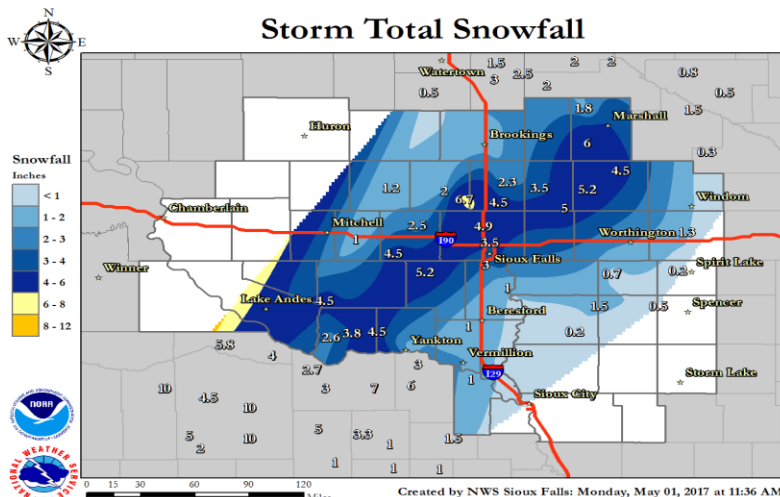 Storm Total Snowfall
N
W E
S
Watertown
1.5
3
2.5
2
2
2
0.8
0.5
0.5
1.8
1.5
Huron
Marshall
Brookings
6
0.3
4.5
1.2
2
2.3
3.5
5.2
Chamberlain
6.7
4.5
5
Windom
Mitchell
2.5
4.9
1
I90
3.5
Worthington
1.3
4.5
Sioux Falls
3
Winner
5.2
1
0.7
0.2
Spirit Lake
Lake Andes
4.5
Beresford
1.5
0.5
Spencer
2.6
3.8
4.5
1
0.2
5.8
4
Yankton
Vermillion
2.7
3
I29
1
Storm Lake
10
4.5
3
7
6
1
Sioux City
10
5
2
10
5
3.3
1
1.5
1
1
1
1
Snowfall
Inches
< 1
1 - 2
2 - 3
3 - 4
4 - 6
6 - 8
8 - 12
NOAA
NATIONAL WEATHER SERVICE
0 15 30 60 90 120
Miles
Created by NWS Sioux Falls: Monday, May 01, 2017 at 11:36 AM